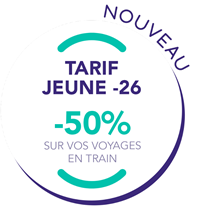 NOUVEAU
TARIF
JEUNE -26
-50%
SUR VOS VOYAGES
EN TRAIN